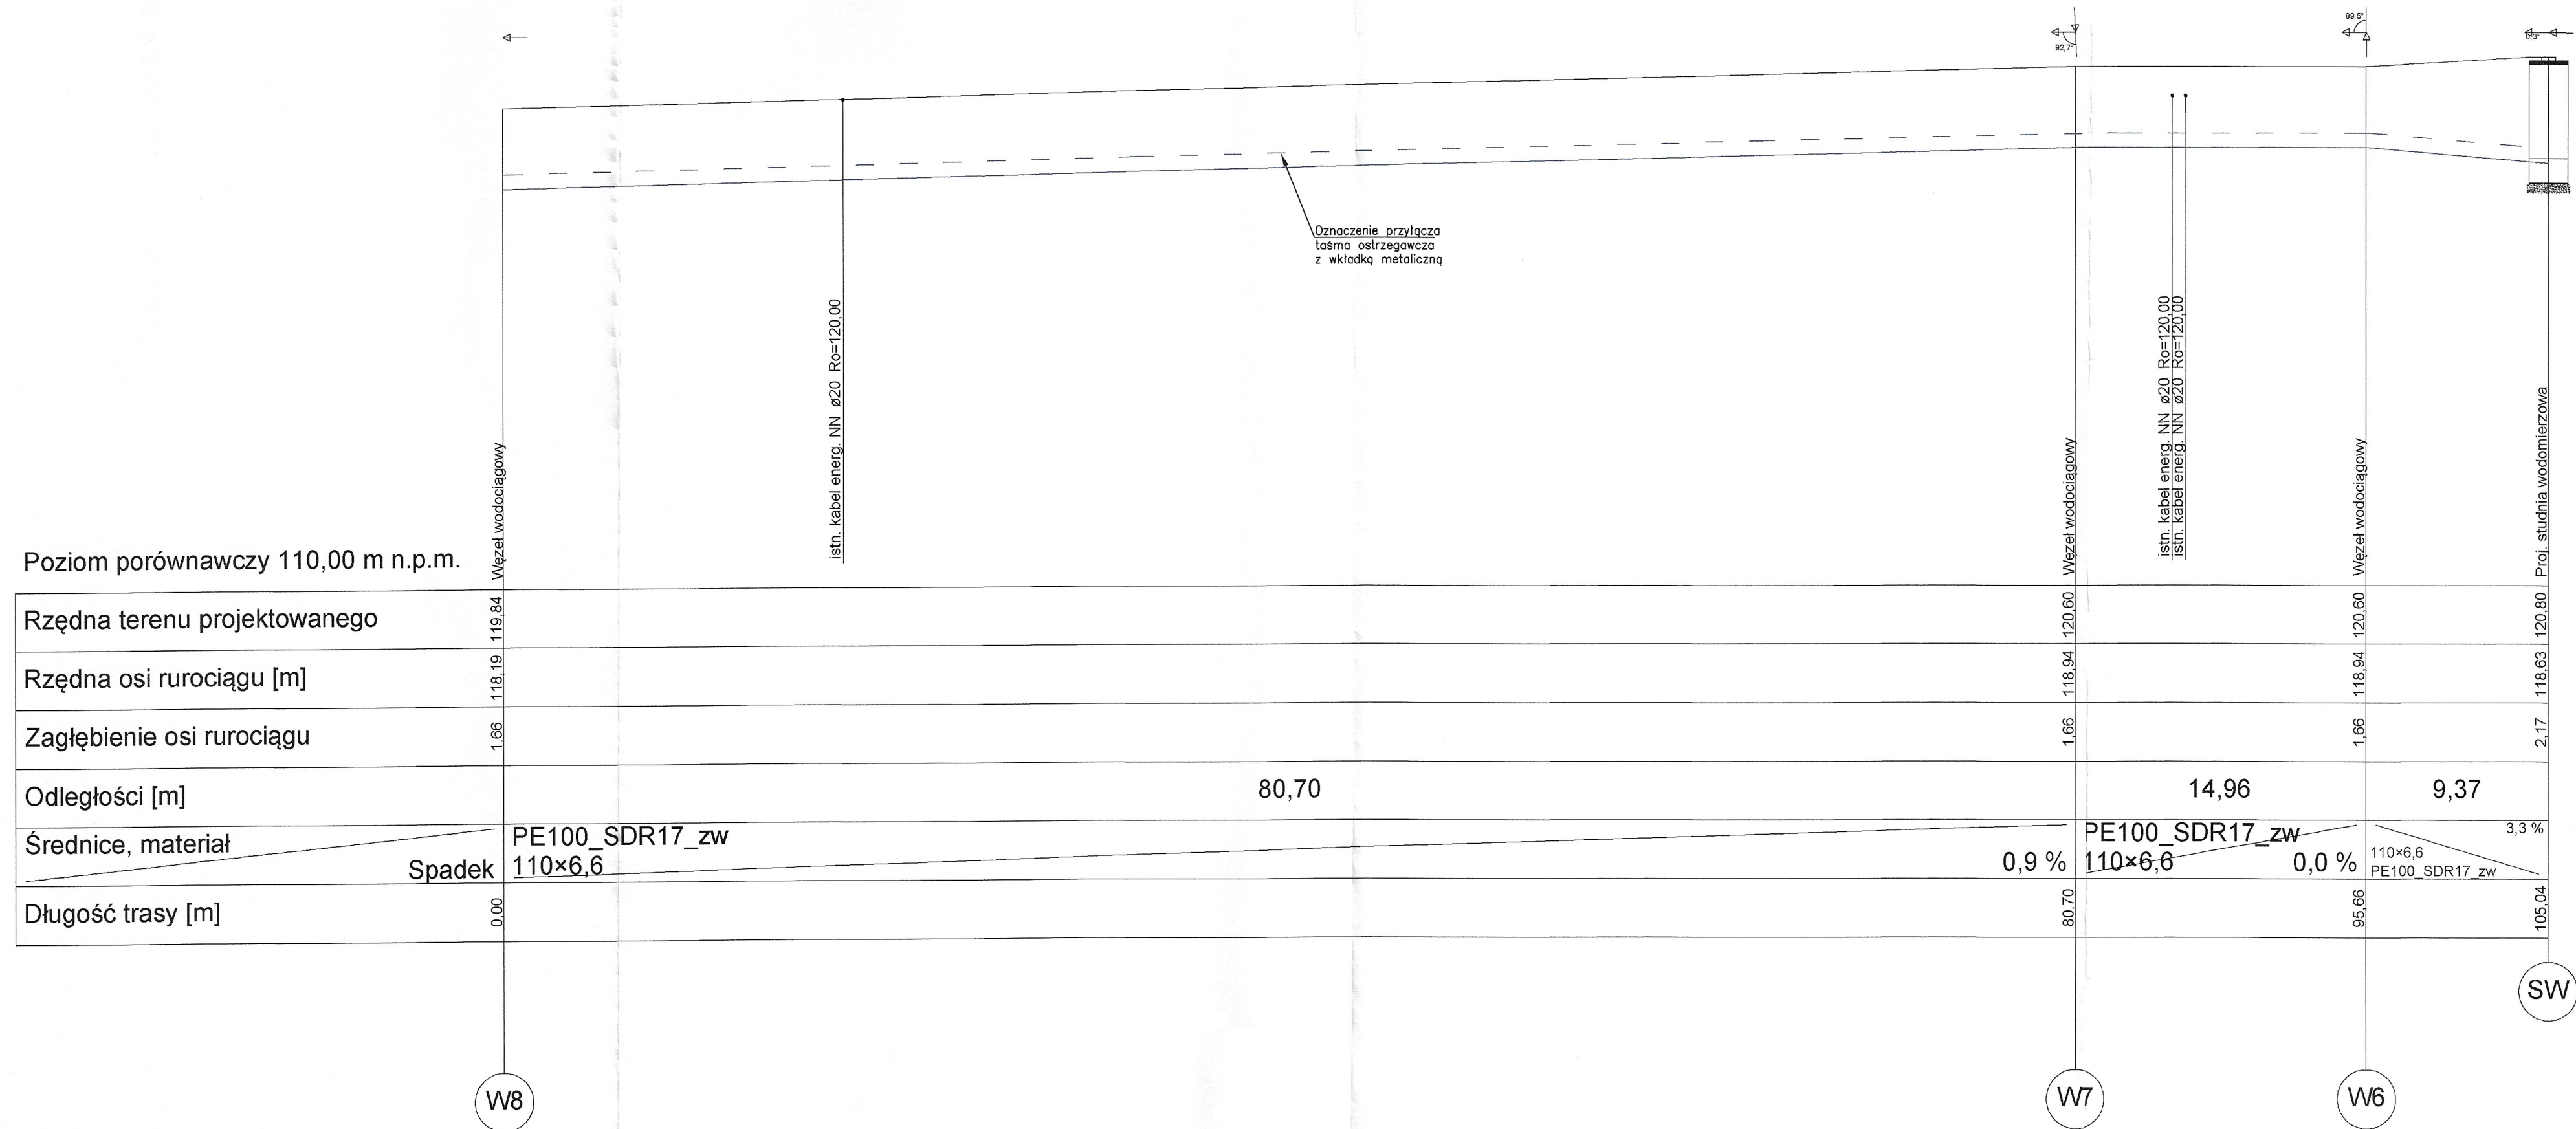 89,5°
92,7°
0,3°
Oznaczenie przyłącza
taśma ostrzegawcza
z wkładką metaliczną
Węzeł wodociągowy
istn. kabel energ. NN ø20 Ro=120,00
Węzeł wodociągowy
istn. kabel energ. NN ø20 Ro=120,00
istn. kabel energ. NN ø20 Ro=120,00
Węzeł wodociągowy
Proj. studnia wodomierzowa
Poziom porównawczy 110,00 m n.p.m.
Rzędna terenu projektowanego 119,84 120,60 120,60 120,80
Rzędna osi rurociągu [m] 118,19 118,94 118,94 118,63
Zagłębienie osi rurociągu 1,66 1,66 1,66 2,17
Odległości [m] 80,70 14,96 9,37
Średnice, materiał PE100_SDR17_zw PE100_SDR17_zw 3,3 %
Spadek 110×6,6 0,9 % 110×6,6 0,0 % 110×6,6
PE100_SDR17_zw
Długość trasy [m] 0,00 80,70 95,66 105,04
SW
W8 W7 W6